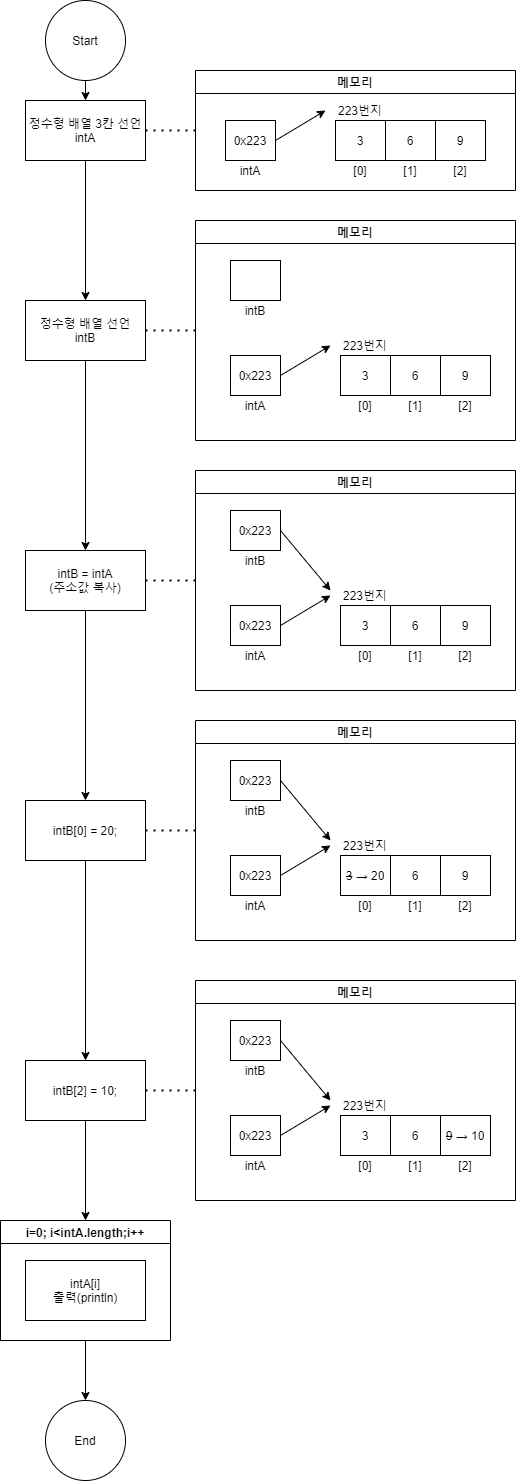 Start
정수형 배열 3칸 선언
intA
메모리
223번지
0x223
3
6
9
intA
[0]
[1]
[2]
정수형 배열 선언
intB
메모리
intB
223번지
0x223
3
6
9
intA
[0]
[1]
[2]
intB = intA
(주소값 복사)
메모리
0x223
intB
223번지
0x223
3
6
9
intA
[0]
[1]
[2]
intB[0] = 20;
메모리
0x223
intB
223번지
0x223
3 → 20
6
9
intA
[0]
[1]
[2]
intB[2] = 10;
메모리
0x223
intB
223번지
0x223
3
6
9 → 10
intA
[0]
[1]
[2]
i=0; i<intA.length;i++
intA[i]
출력(println)
End